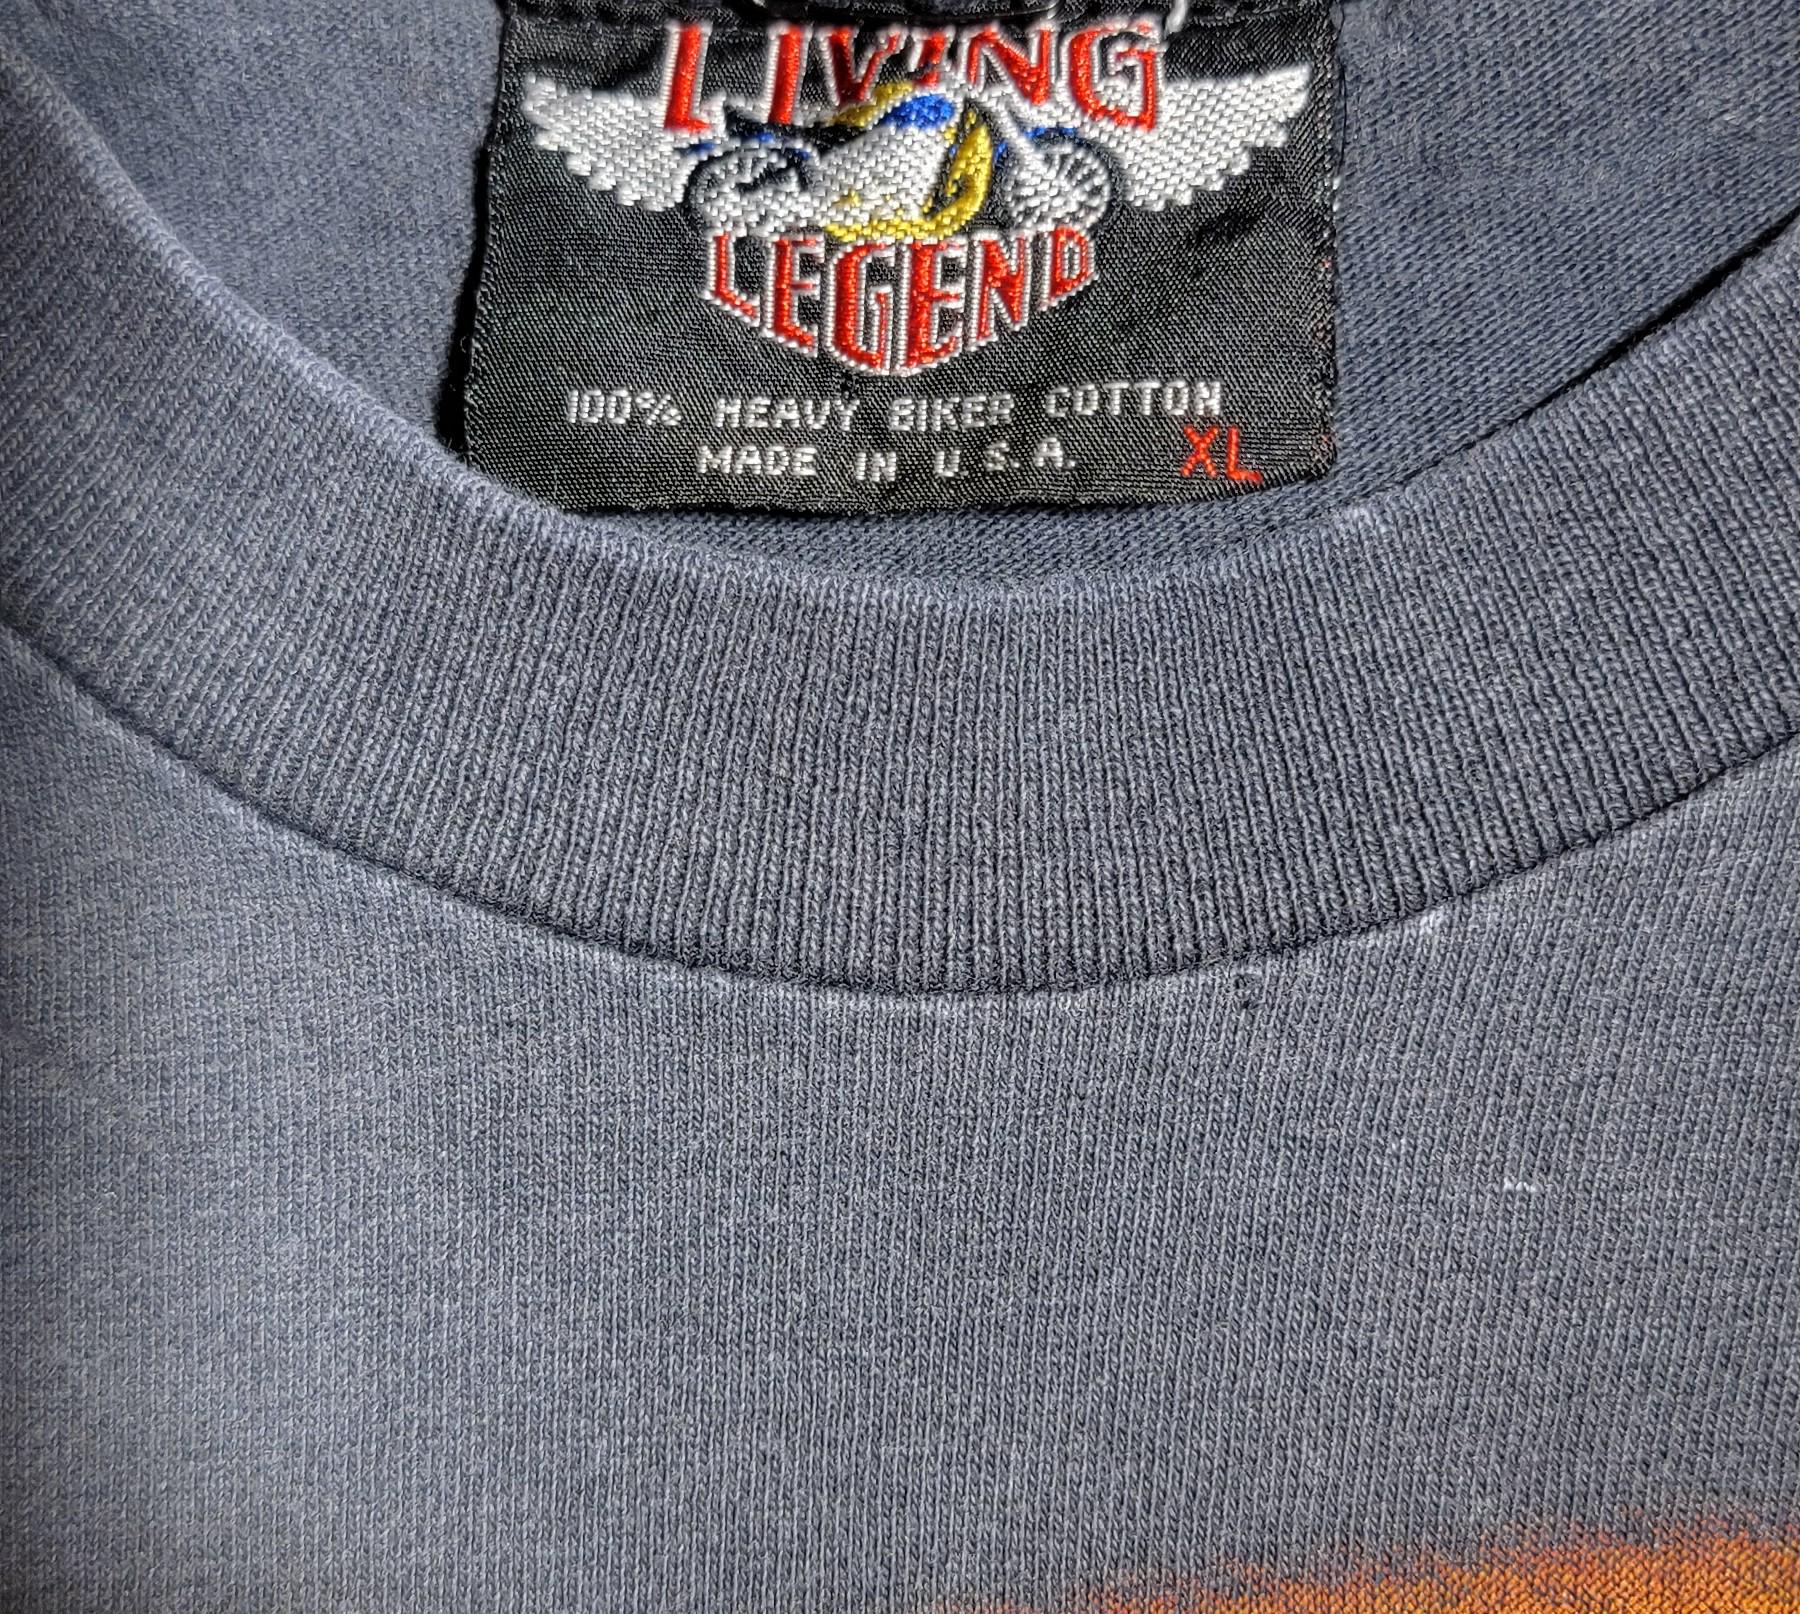 LIVING
LEGEND
100% HEAVY BIKER COTTON
MADE IN U.S.A.
XL